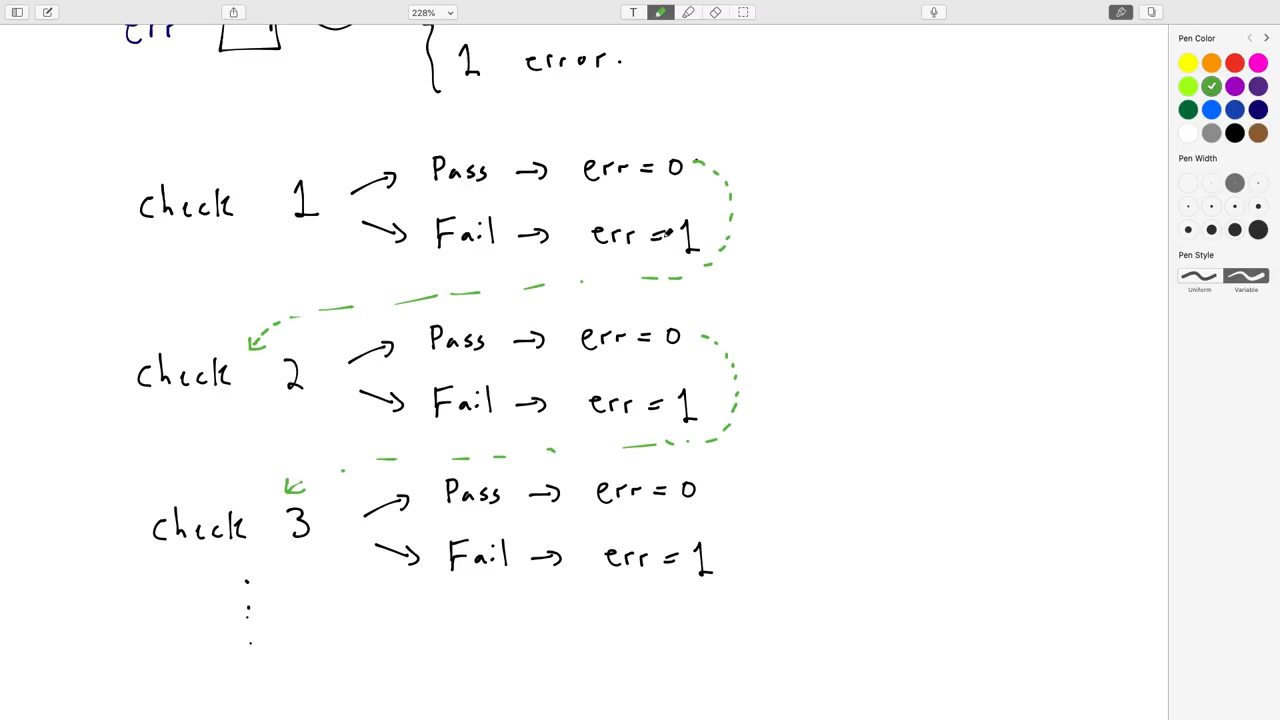 228%
T
Pen Color
err
1 error.
Pass → err = 0
check 1
Fail → err = 1
Pass → err = 0
check 2
Fail → err = 1
Pass → err = 0
check 3
Fail → err = 1
Pen Width
Pen Style
Uniform Variable